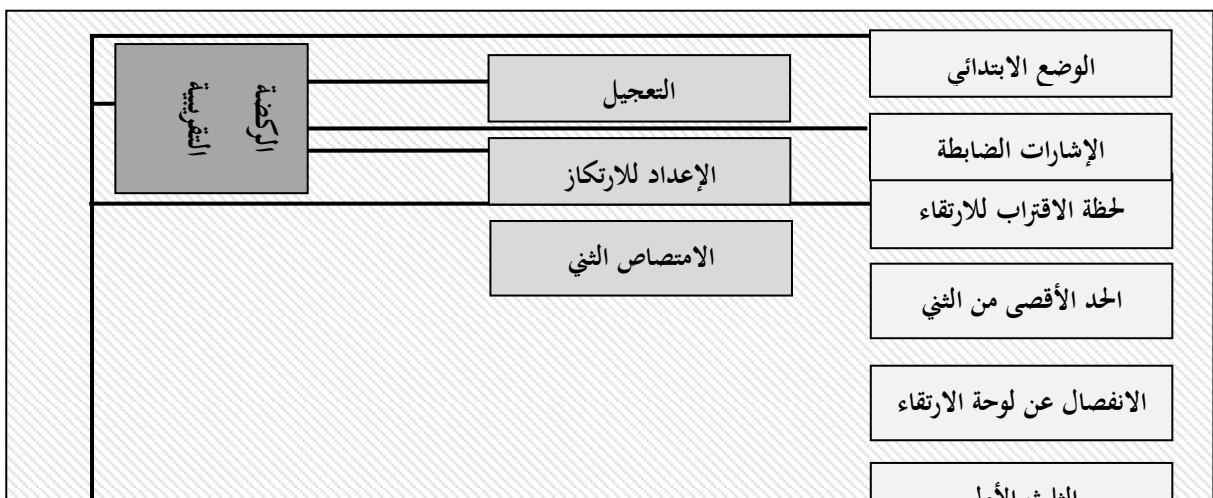 الوضع الابتدائي
الإشارات الضابطة
لحظة الاقتراب للارتقاء
الحد الأقصى من الثني
الانفصال عن لوحة الارتقاء
التعجيل
الإعداد للارتكاز
الامتصاص الثني
الركضة
التقريبية